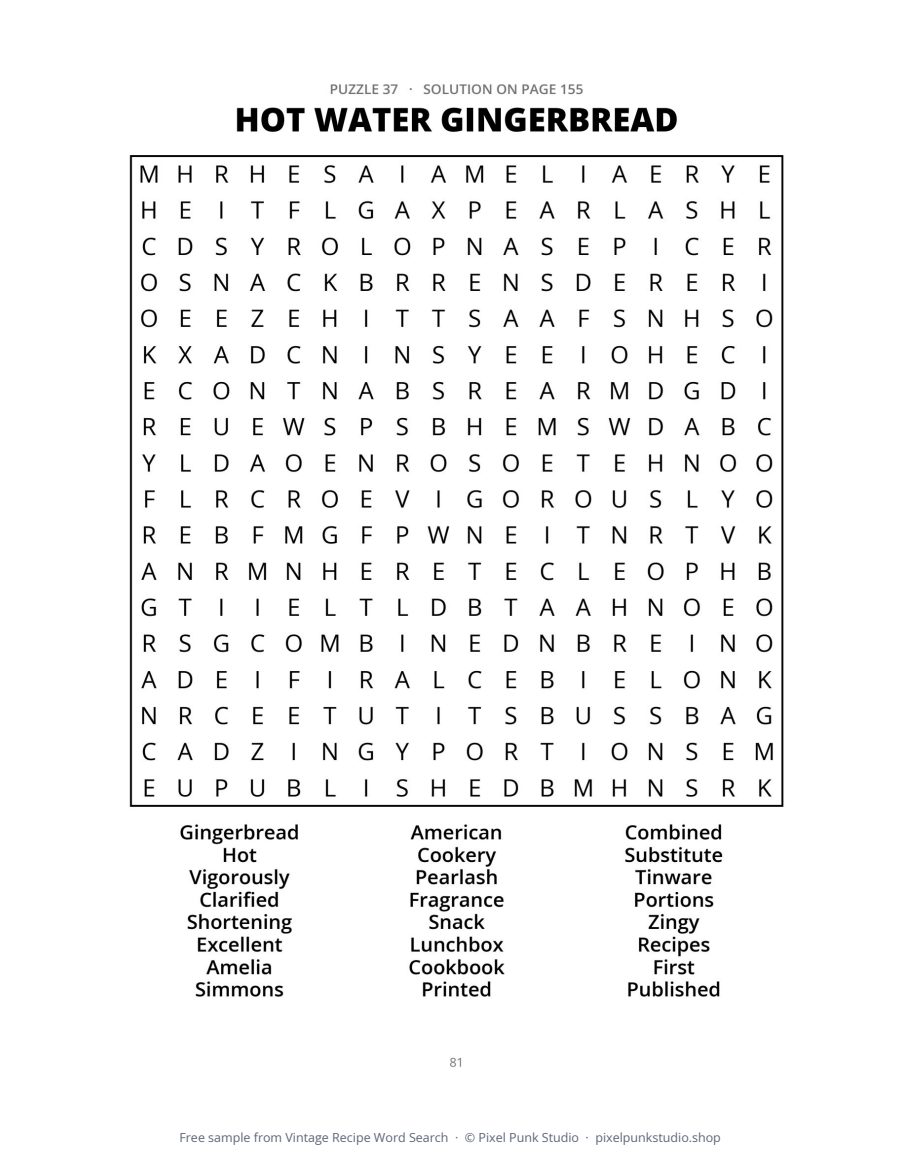 PUZZLE 37 · SOLUTION ON PAGE 155
HOT WATER GINGERBREAD
M H R H E S A I A M E L I A E R Y E
H E I T F L G A X P E A R L A S H L
C D S Y R O L O P N A S E P I C E R
O S N A C K B R R E N S D E R E R I
O E E Z E H I T T S A A F S N H S O
K X A D C N I N S Y E E I O H E C I
E C O N T N A B S R E A R M D G D I
R E U E W S P S B H E M S W D A B C
Y L D A O E N R O S O E T E H N O O
F L R C R O E V I G O R O U S L Y O
R E B F M G F P W N E I T N R T V K
A N R M N H E R E T E C L E O P H B
G T I I E L T L D B T A A H N O E O
R S G C O M B I N E D N B R E I N O
A D E I F I R A L C E B I E L O N K
N R C E E T U T I T S B U S S B A G
C A D Z I N G Y P O R T I O N S E M
E U P U B L I S H E D B M H N S R K
Gingerbread American Combined
Hot Cookery Substitute
Vigorously Pearlash Tinware
Clarified Fragrance Portions
Shortening Snack Zingy
Excellent Lunchbox Recipes
Amelia Cookbook First
Simmons Printed Published
81
Free sample from Vintage Recipe Word Search · © Pixel Punk Studio · pixelpunkstudio.shop